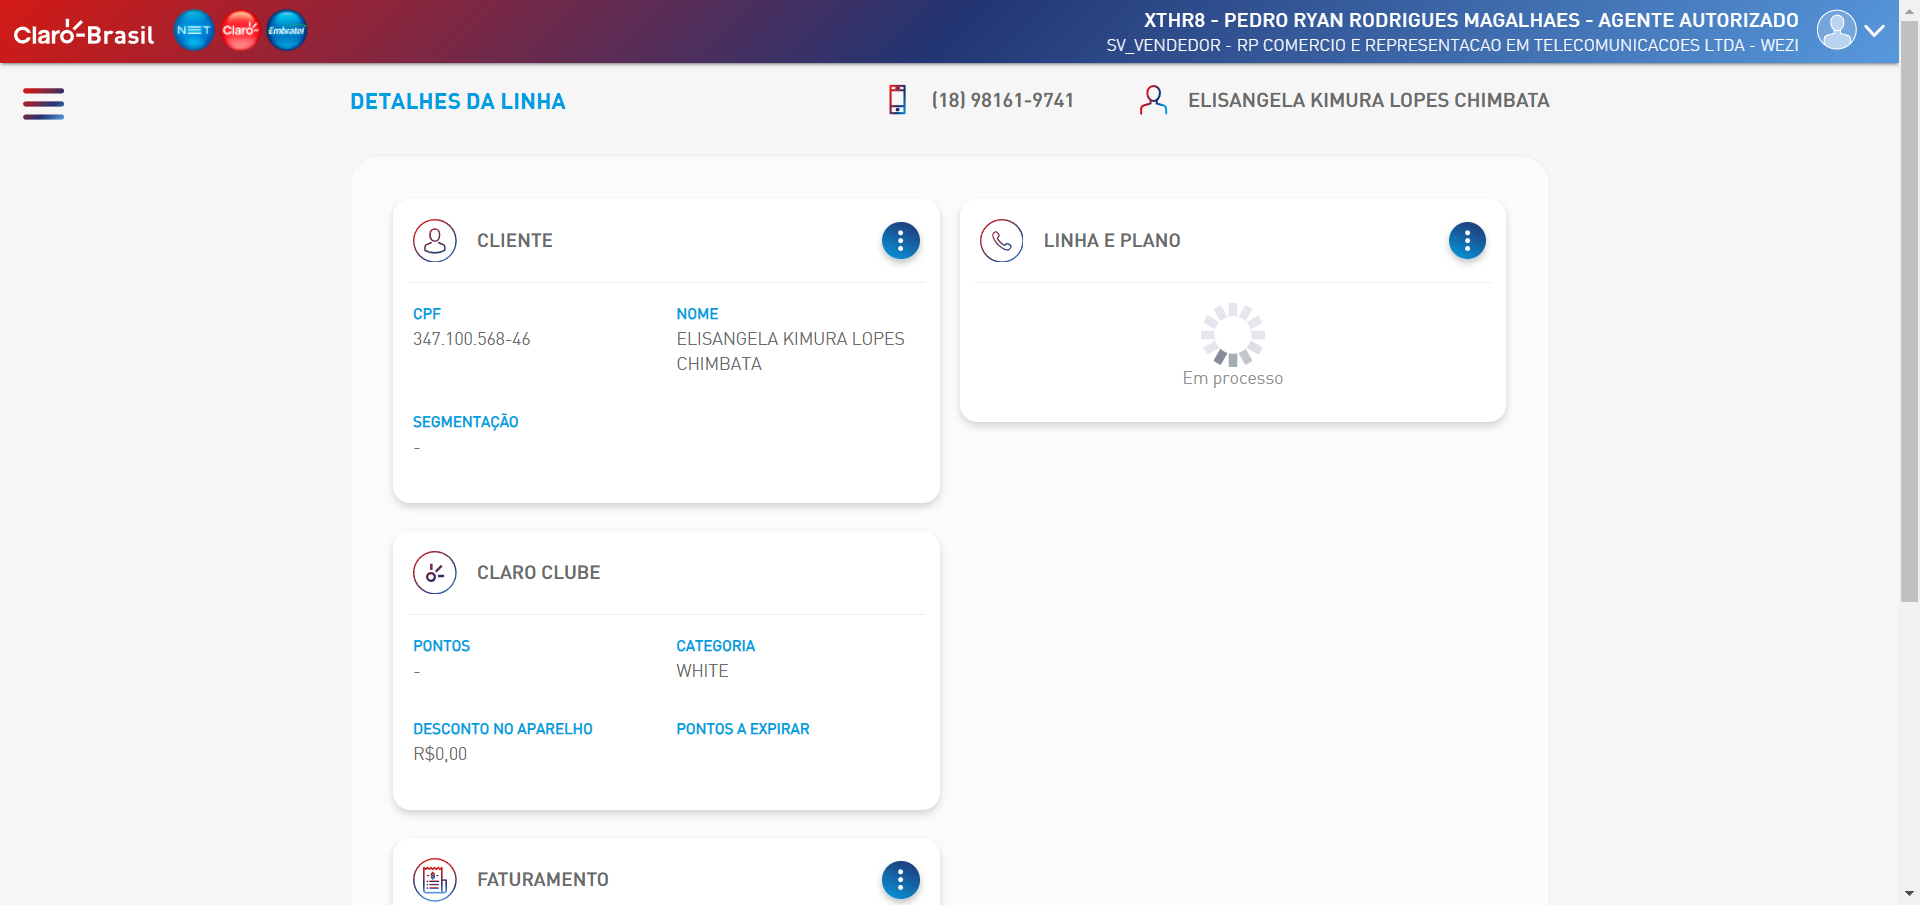 Claro-Brasil
NET
Claro
Embratel
XTHR8 - PEDRO RYAN RODRIGUES MAGALHAES - AGENTE AUTORIZADO
SV_VENDEDOR - RP COMERCIO E REPRESENTACAO EM TELECOMUNICACOES LTDA - WEZI
DETALHES DA LINHA
(18) 98161-9741
ELISANGELA KIMURA LOPES CHIMBATA
CLIENTE
CPF
347.100.568-46
NOME
ELISANGELA KIMURA LOPES
CHIMBATA
SEGMENTAÇÃO
-
LINHA E PLANO
Em processo
CLARO CLUBE
PONTOS
-
CATEGORIA
WHITE
DESCONTO NO APARELHO
R$0,00
PONTOS A EXPIRAR
FATURAMENTO